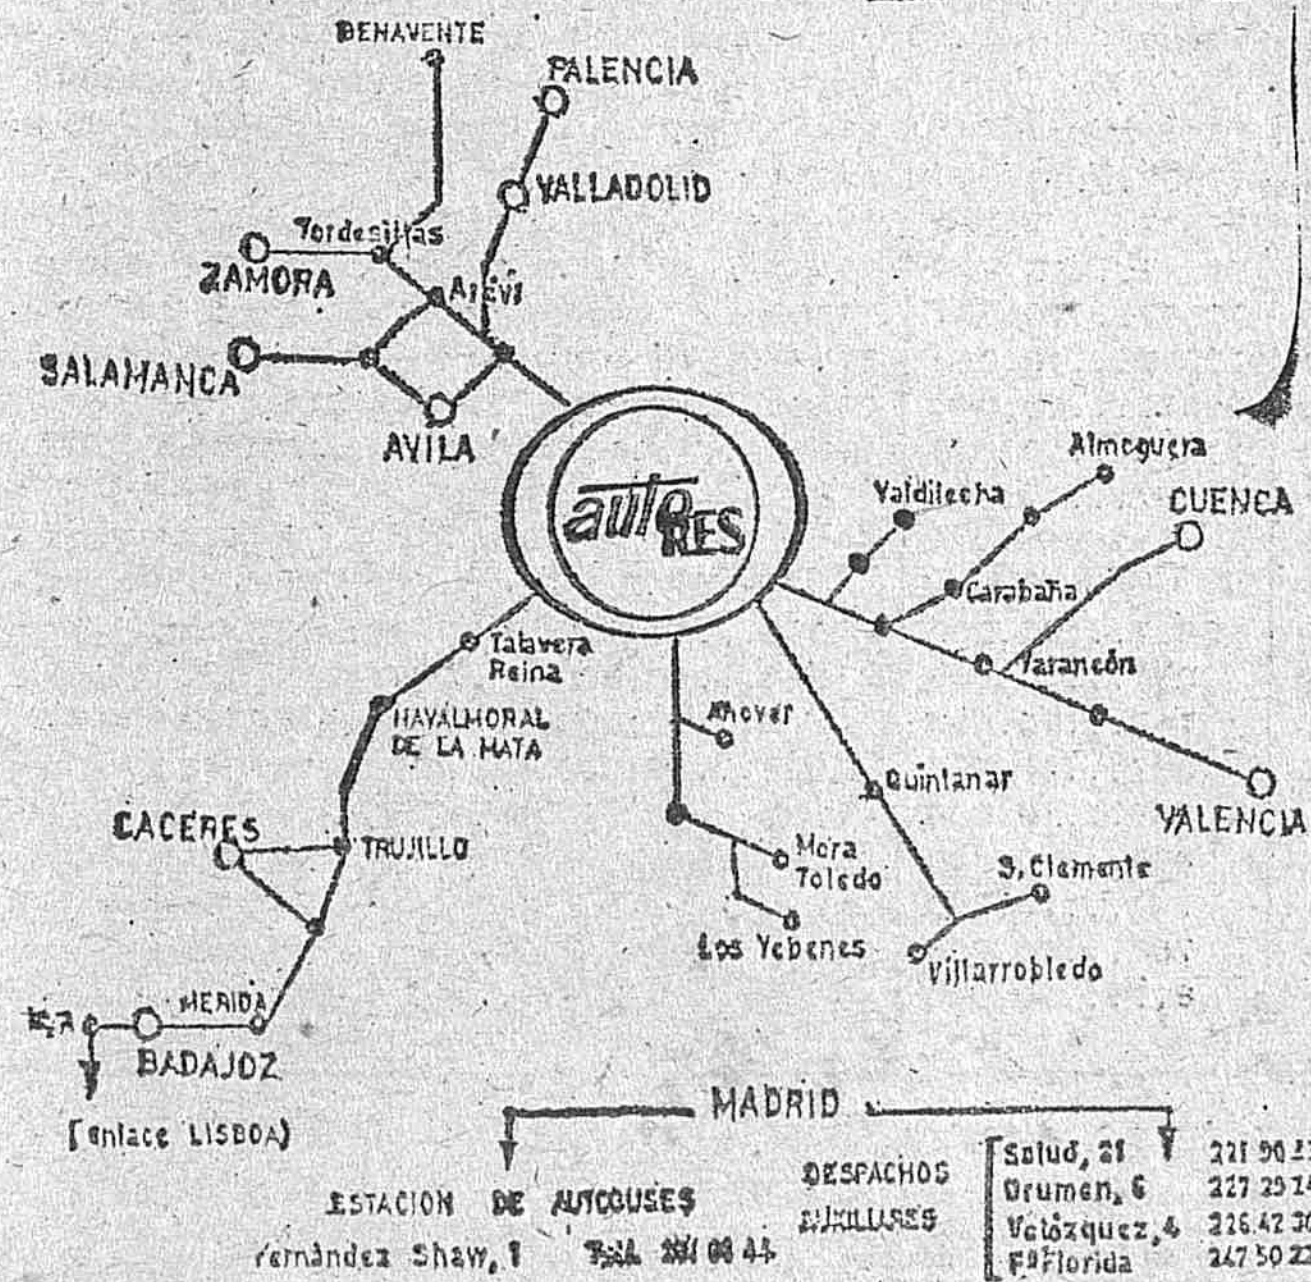 BENAVENTE
PALENCIA
VALLADOLID
Tordesillas
ZAMORA
SALAMANCA
AVILA
auto
RES
Almoguera
Valdilecha
CUENCA
Carabaña
Tarancón
VALENCIA
Talavera
Reina
NAVALMORAL
DE LA MATA
Añover
Quintanar
CACERES
TRUJILLO
Mora
Toledo
S. Clemente
Los Yebenes
Villarrobledo
MERIDA
BADAJOZ
(enlace LISBOA)
MADRID
ESTACION DE AUTOBUSES
Fernández Shaw, 1
DESPACHOS
AUXILIARES
Salud, 21 221 90
Drumen, 6 227 29
Velázquez, 4 226.42
Fª Florida 247 50